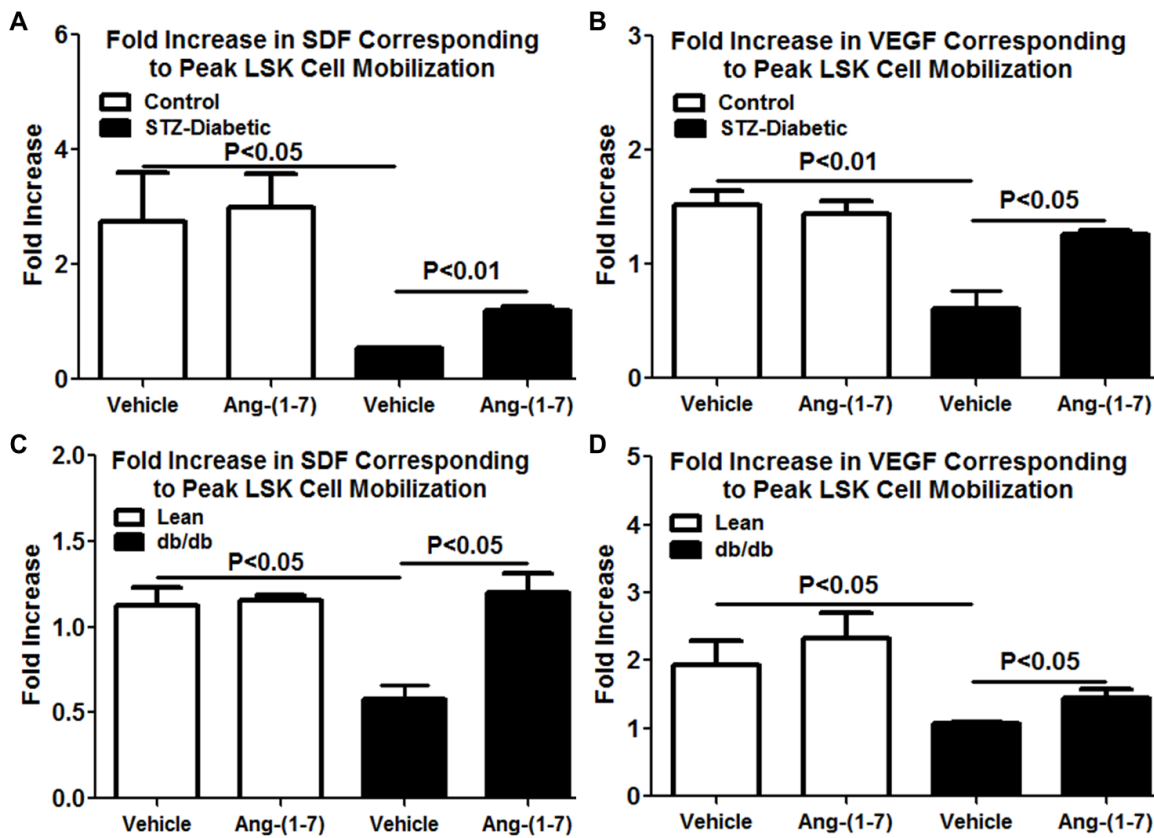 A
Fold Increase in SDF Corresponding
to Peak LSK Cell Mobilization
Control
STZ-Diabetic
P<0.05
P<0.01
Fold Increase
6
4
2
0
Vehicle Ang-(1-7) Vehicle Ang-(1-7)
B
Fold Increase in VEGF Corresponding
to Peak LSK Cell Mobilization
Control
STZ-Diabetic
P<0.01
P<0.05
Fold Increase
3
2
1
0
Vehicle Ang-(1-7) Vehicle Ang-(1-7)
C
Fold Increase in SDF Corresponding
to Peak LSK Cell Mobilization
Lean
db/db
P<0.05
P<0.05
Fold Increase
2.0
1.5
1.0
0.5
0.0
Vehicle Ang-(1-7) Vehicle Ang-(1-7)
D
Fold Increase in VEGF Corresponding
to Peak LSK Cell Mobilization
Lean
db/db
P<0.05
P<0.05
Fold Increase
5
4
3
2
1
0
Vehicle Ang-(1-7) Vehicle Ang-(1-7)